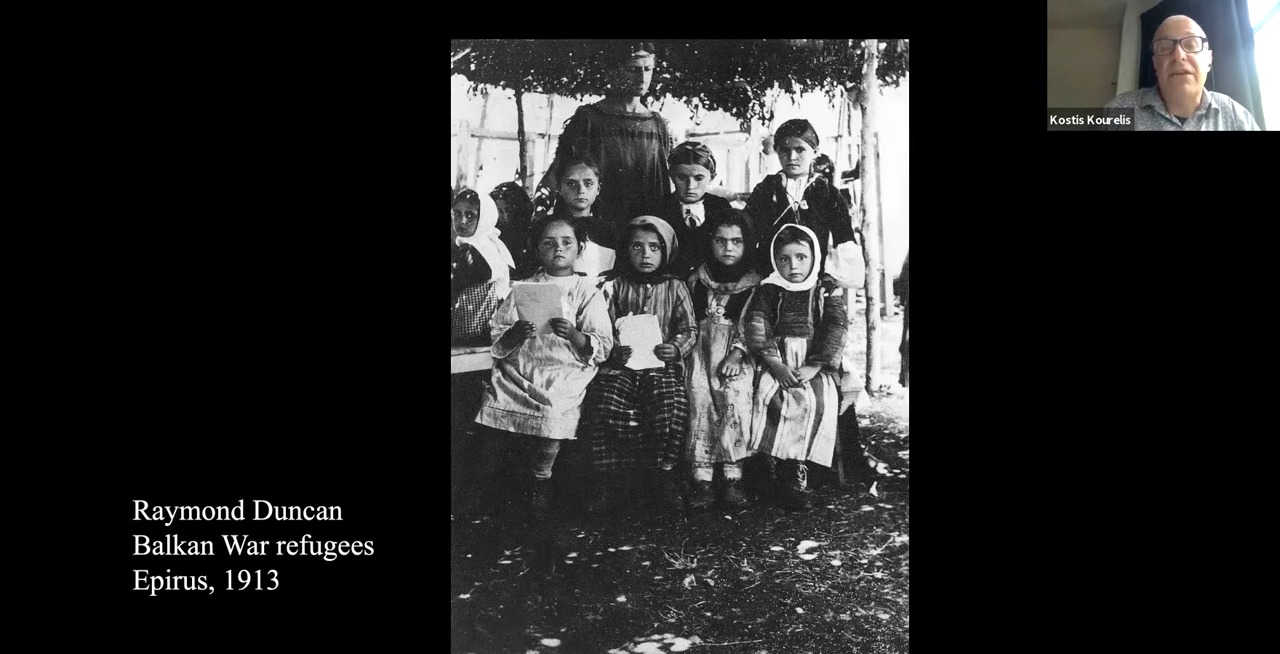 Kostis Kourelis
Raymond Duncan
Balkan War refugees
Epirus, 1913